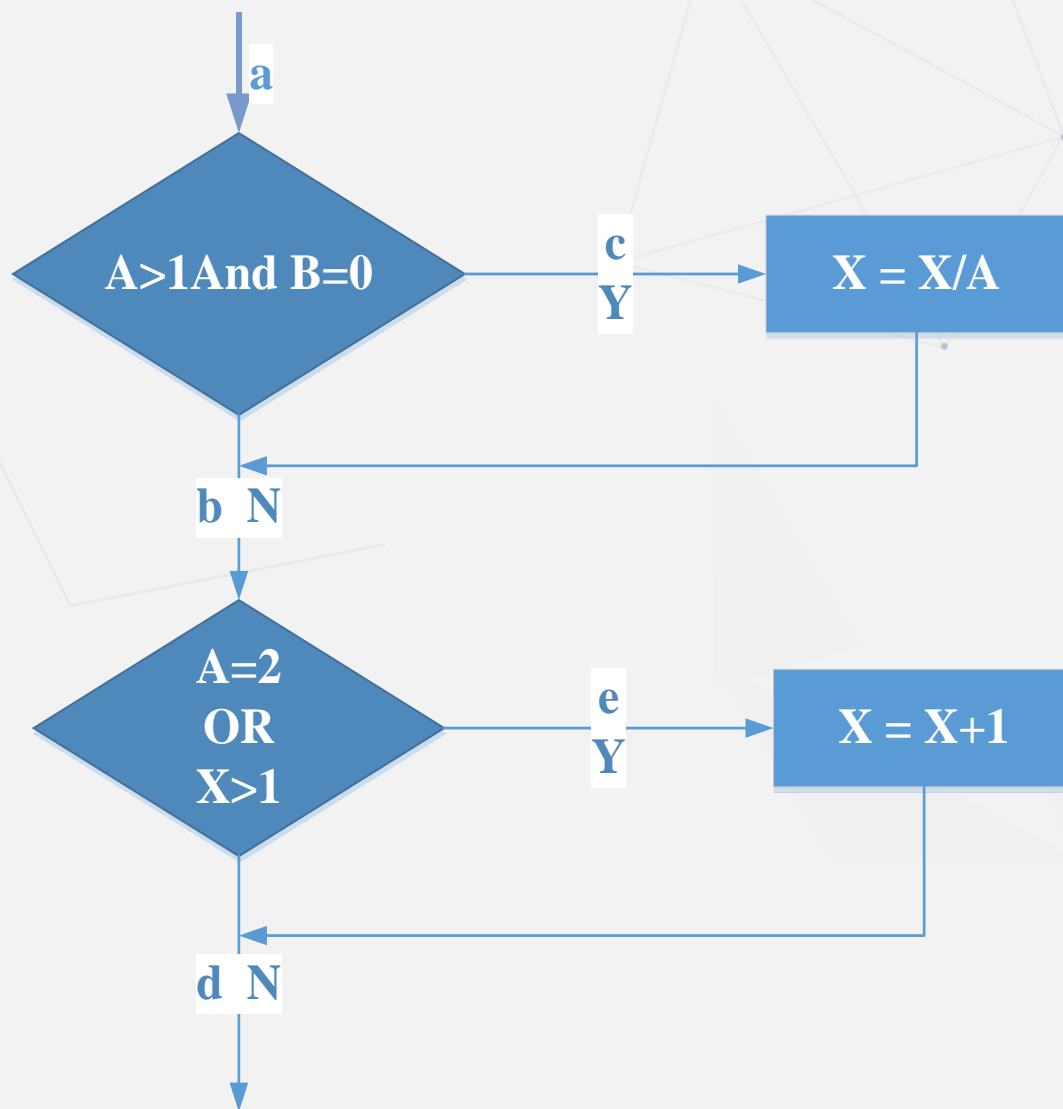 a
A>1And B=0
c
Y
X = X/A
b N
A=2
OR
X>1
e
Y
X = X+1
d N